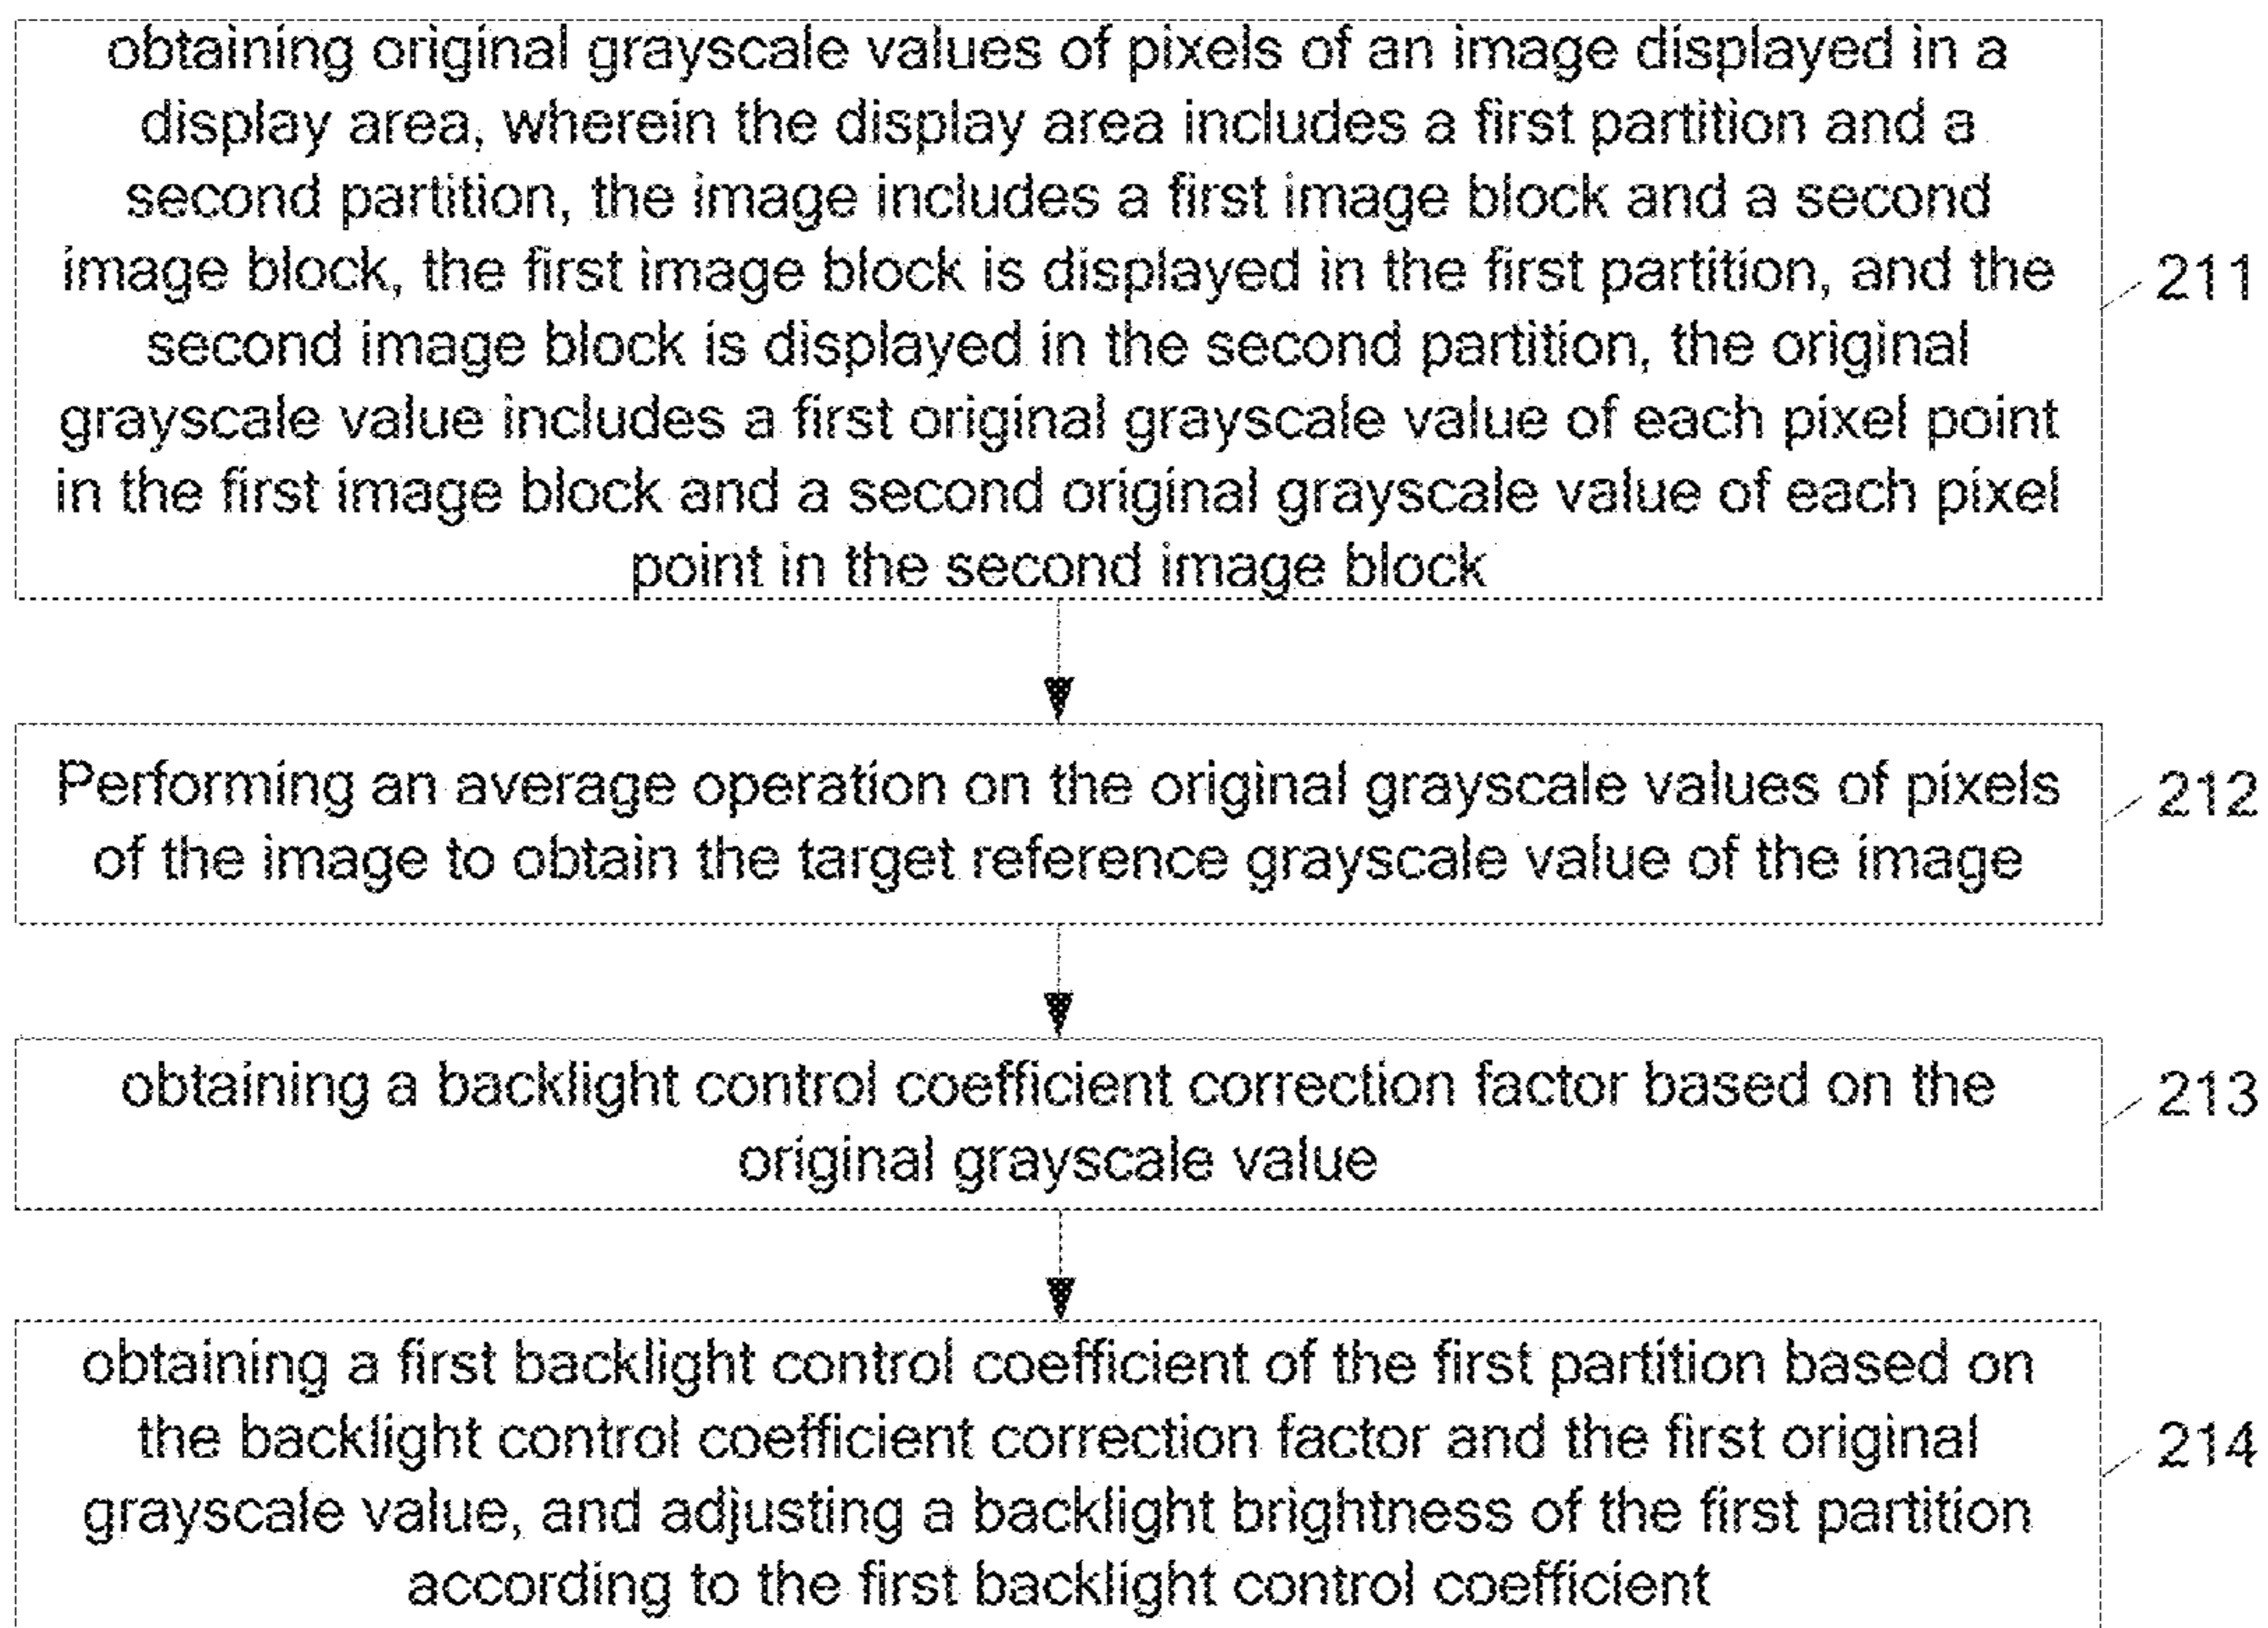 obtaining original grayscale values of pixels of an image displayed in a
display area, wherein the display area includes a first partition and a
second partition, the image includes a first image block and a second
image block, the first image block is displayed in the first partition, and the
second image block is displayed in the second partition, the original
grayscale value includes a first original grayscale value of each pixel point
in the first image block and a second original grayscale value of each pixel
point in the second image block
211
Performing an average operation on the original grayscale values of pixels
of the image to obtain the target reference grayscale value of the image
212
obtaining a backlight control coefficient correction factor based on the
original grayscale value
213
obtaining a first backlight control coefficient of the first partition based on
the backlight control coefficient correction factor and the first original
grayscale value, and adjusting a backlight brightness of the first partition
according to the first backlight control coefficient
214